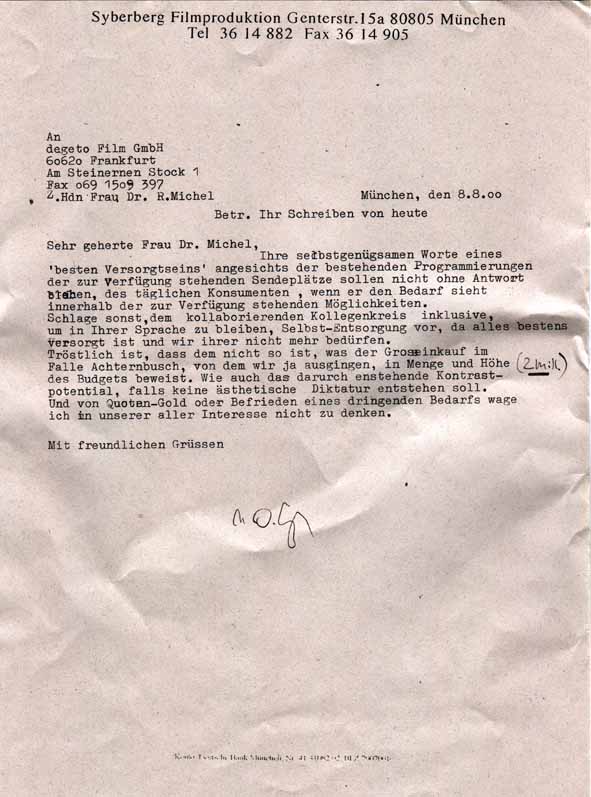 Syberberg Filmproduktion Genterstr.15a 80805 München
Tel 36 14 882 Fax 36 14 905
An
degeto Film GmbH
6o62o Frankfurt
Am Steinernen Stock 1
Fax o69 15o9 397
Z.Hdn Frau Dr. R.Michel
München, den 8.8.oo
Betr. Ihr Schreiben von heute
Sehr geherte Frau Dr. Michel,
Ihre selbstgenügsamen Worte eines
'besten Versorgtseins' angesichts der bestehenden Programmierungen
der zur Verfügung stehenden Sendeplätze sollen nicht ohne Antwort
bleiben, des täglichen Konsumenten , wenn er den Bedarf sieht
innerhalb der zur Verfügung stehenden Möglichkeiten.
Schlage sonst,dem kollaborierenden Kollegenkreis inklusive,
um in Ihrer Sprache zu bleiben, Selbst-Entsorgung vor, da alles bestens
versorgt ist und wir ihrer nicht mehr bedürfen.
Tröstlich ist, dass dem nicht so ist, was der Grosseinkauf im
Falle Achternbusch, von dem wir ja ausgingen, in Menge und Höhe (2 mill)
des Budgets beweist. Wie auch das darurch enstehende Kontrast-
potential, falls keine ästhetische Diktatur entstehen soll.
Und von Quoten-Gold oder Befrieden eines dringenden Bedarfs wage
ich in unserer aller Interesse nicht zu denken.
Mit freundlichen Grüssen